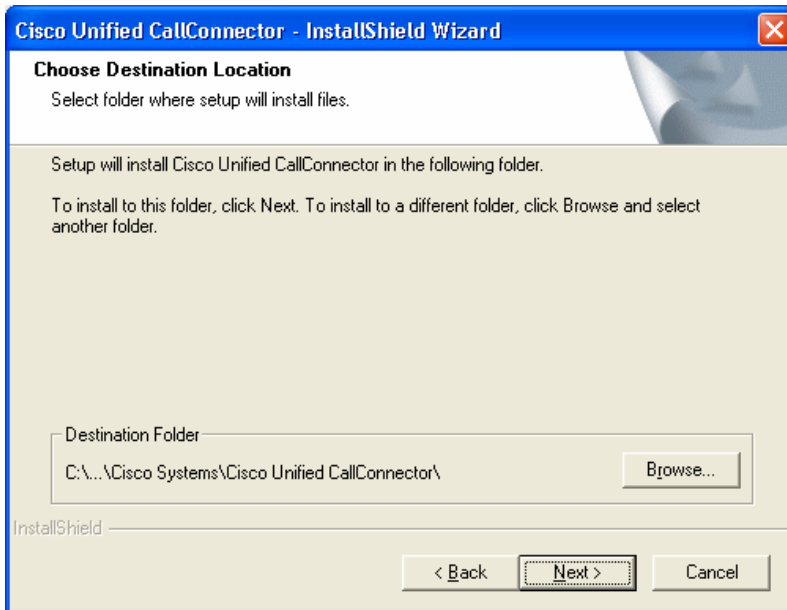 Cisco Unified CallConnector - InstallShield Wizard
Choose Destination Location
Select folder where setup will install files.
Setup will install Cisco Unified CallConnector in the following folder.
To install to this folder, click Next. To install to a different folder, click Browse and select
another folder.
Destination Folder
C:\...\Cisco Systems\Cisco Unified CallConnector\
Browse...
InstallShield
< Back
Next >
Cancel